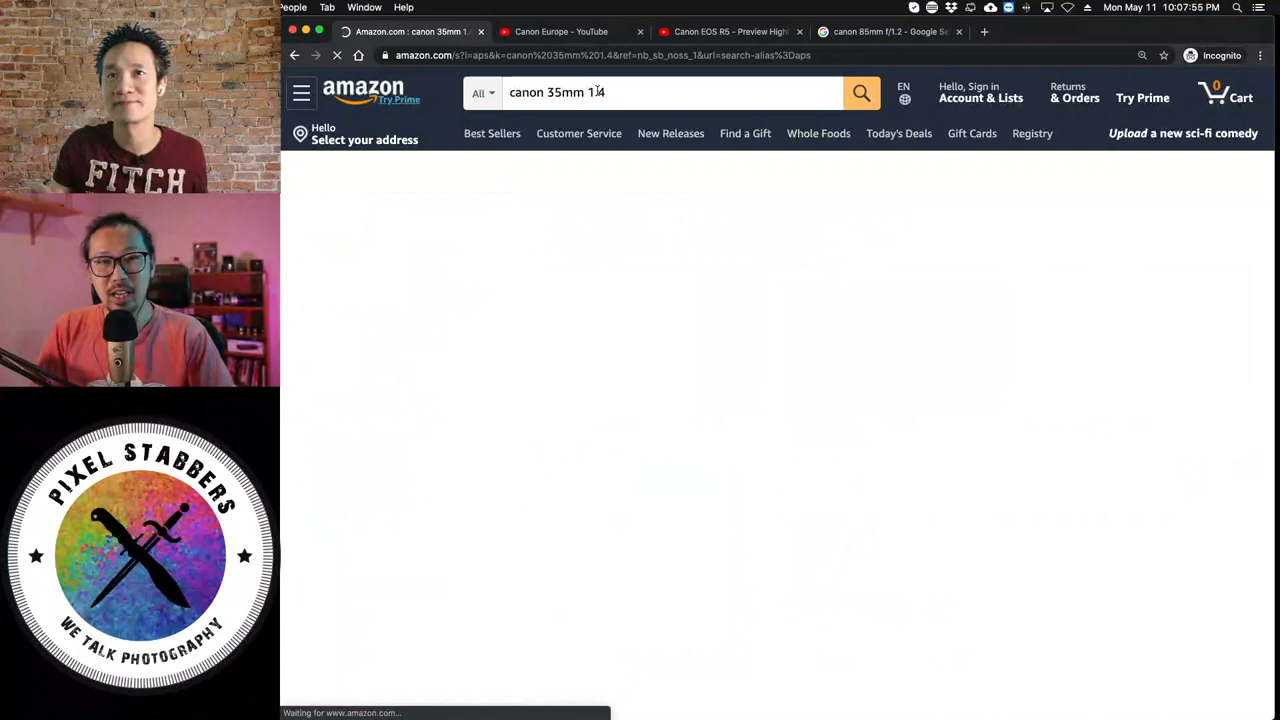 People Tab Window Help
Mon May 11 1:07:55 PM
Amazon.com : canon 35mm 1.4
Canon Europe - YouTube
Canon EOS R5 - Preview High
canon 85mm f/1.2 - Google Se
amazon.com/s?i=aps&k=canon%2035mm%201.4&ref=nb_sb_noss_1&url=search-alias%3Daps
Incognito
amazon
Try Prime
All
canon 35mm 1.4
EN
Hello, Sign in
Account & Lists
Returns
& Orders
Try Prime
0
Cart
Hello
Select your address
Best Sellers
Customer Service
New Releases
Find a Gift
Whole Foods
Today's Deals
Gift Cards
Registry
Upload a new sci-fi comedy
FITCH
PIXEL STABBERS
WE TALK PHOTOGRAPHY
Waiting for www.amazon.com...